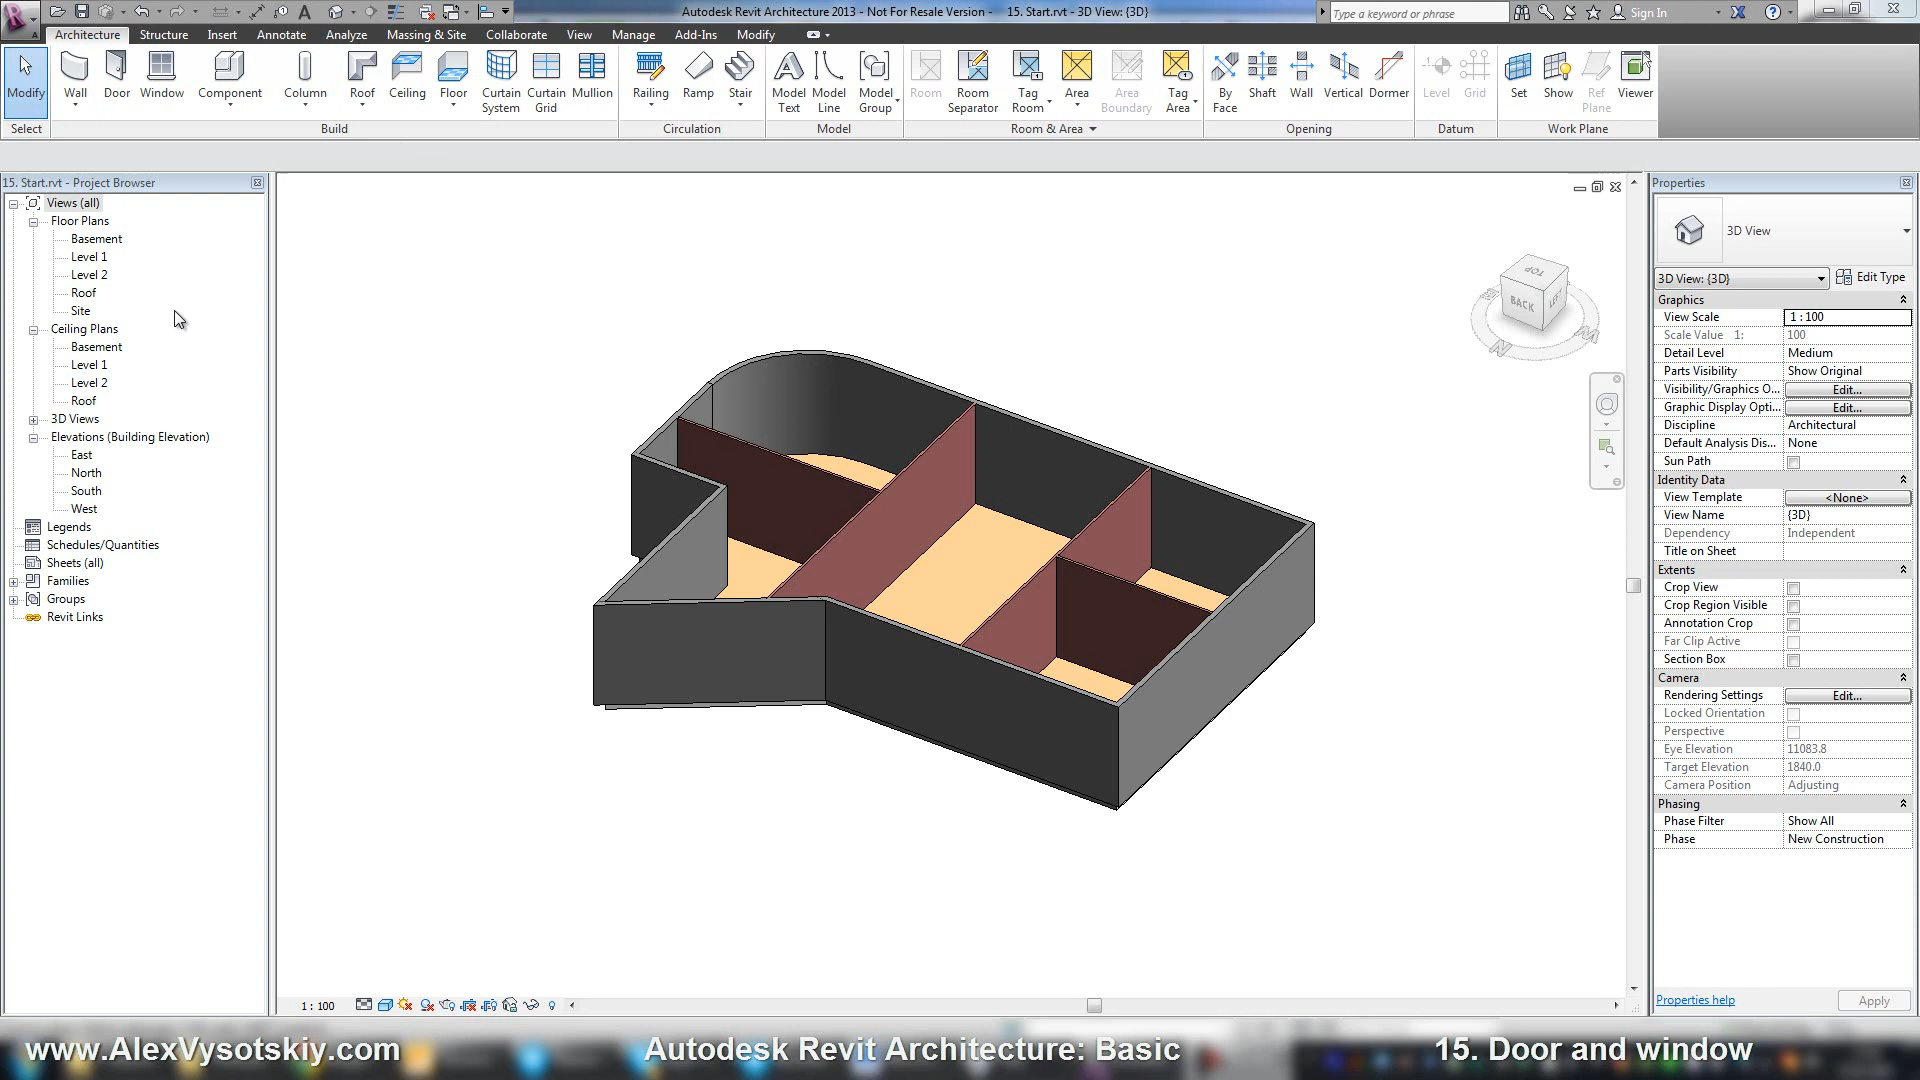 Autodesk Revit Architecture 2013 - Not For Resale Version - 15. Start.rvt - 3D View: {3D}
Type a keyword or phrase
Sign In
Architecture Structure Insert Annotate Analyze Massing & Site Collaborate View Manage Add-Ins Modify
Modify Wall Door Window Component Column Roof Ceiling Floor Curtain System Curtain Grid Mullion Railing Ramp Stair Model Text Model Line Model Group Room Room Separator Tag Room Area Area Boundary Tag Area By Face Shaft Wall Vertical Dormer Level Grid Set Show Ref Plane Viewer
Select Build Circulation Model Room & Area Opening Datum Work Plane
15. Start.rvt - Project Browser
Views (all)
Floor Plans
Basement
Level 1
Level 2
Roof
Site
Ceiling Plans
Basement
Level 1
Level 2
Roof
3D Views
Elevations (Building Elevation)
East
North
South
West
Legends
Schedules/Quantities
Sheets (all)
Families
Groups
Revit Links
TOP
BACK
LEFT
N
1 : 100
Properties
3D View
3D View: {3D} Edit Type
Graphics
View Scale 1 : 100
Scale Value 1: 100
Detail Level Medium
Parts Visibility Show Original
Visibility/Graphics O... Edit...
Graphic Display Opti... Edit...
Discipline Architectural
Default Analysis Dis... None
Sun Path
Identity Data
View Template <None>
View Name {3D}
Dependency Independent
Title on Sheet
Extents
Crop View
Crop Region Visible
Annotation Crop
Far Clip Active
Section Box
Camera
Rendering Settings Edit...
Locked Orientation
Perspective
Eye Elevation 11083.8
Target Elevation 1840.0
Camera Position Adjusting
Phasing
Phase Filter Show All
Phase New Construction
Properties help Apply
www.AlexVysotskiy.com Autodesk Revit Architecture: Basic 15. Door and window